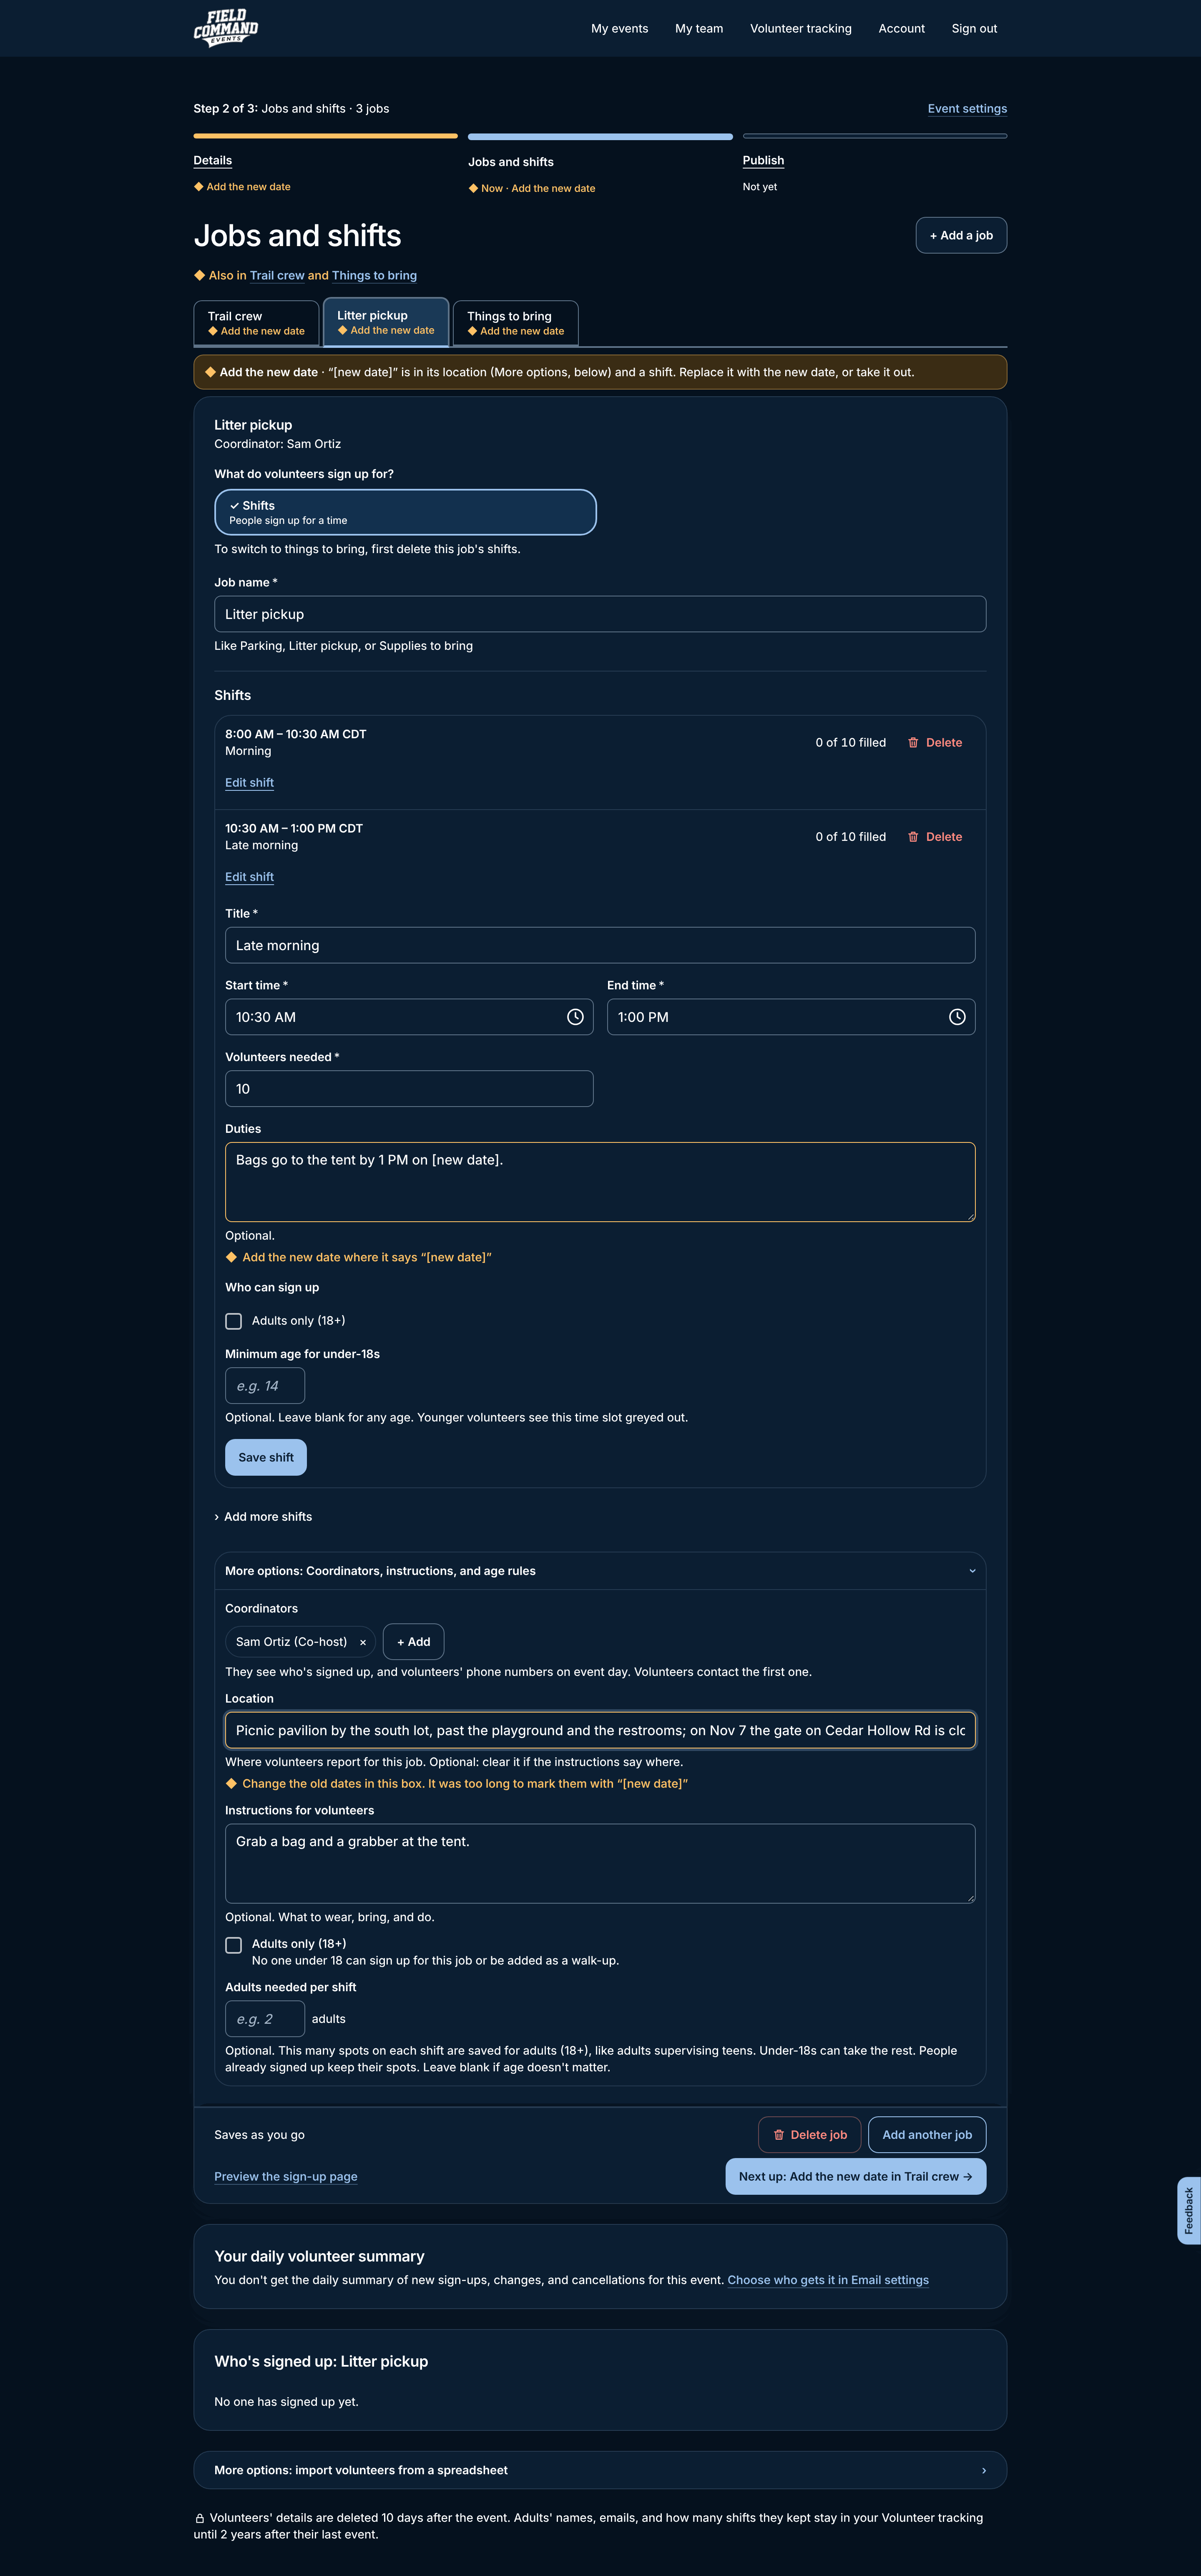 FIELD
COMMAND
EVENTS
My events
My team
Volunteer tracking
Account
Sign out
Step 2 of 3: Jobs and shifts · 3 jobs
Event settings
Details
◆ Add the new date
Jobs and shifts
◆ Now · Add the new date
Publish
Not yet
Jobs and shifts
+ Add a job
◆ Also in Trail crew and Things to bring
Trail crew
◆ Add the new date
Litter pickup
◆ Add the new date
Things to bring
◆ Add the new date
◆ Add the new date · “[new date]” is in its location (More options, below) and a shift. Replace it with the new date, or take it out.
Litter pickup
Coordinator: Sam Ortiz
What do volunteers sign up for?
✓ Shifts
People sign up for a time
To switch to things to bring, first delete this job's shifts.
Job name *
Litter pickup
Like Parking, Litter pickup, or Supplies to bring
Shifts
8:00 AM – 10:30 AM CDT
Morning
0 of 10 filled
Delete
Edit shift
10:30 AM – 1:00 PM CDT
Late morning
0 of 10 filled
Delete
Edit shift
Title *
Late morning
Start time *
End time *
10:30 AM
1:00 PM
Volunteers needed *
10
Duties
Bags go to the tent by 1 PM on [new date].
Optional.
◆ Add the new date where it says “[new date]”
Who can sign up
Adults only (18+)
Minimum age for under-18s
e.g. 14
Optional. Leave blank for any age. Younger volunteers see this time slot greyed out.
Save shift
› Add more shifts
More options: Coordinators, instructions, and age rules
Coordinators
Sam Ortiz (Co-host) ×
+ Add
They see who's signed up, and volunteers' phone numbers on event day. Volunteers contact the first one.
Location
Picnic pavilion by the south lot, past the playground and the restrooms; on Nov 7 the gate on Cedar Hollow Rd is clo
Where volunteers report for this job. Optional: clear it if the instructions say where.
◆ Change the old dates in this box. It was too long to mark them with “[new date]”
Instructions for volunteers
Grab a bag and a grabber at the tent.
Optional. What to wear, bring, and do.
Adults only (18+)
No one under 18 can sign up for this job or be added as a walk-up.
Adults needed per shift
e.g. 2
adults
Optional. This many spots on each shift are saved for adults (18+), like adults supervising teens. Under-18s can take the rest. People
already signed up keep their spots. Leave blank if age doesn't matter.
Saves as you go
Delete job
Add another job
Preview the sign-up page
Next up: Add the new date in Trail crew →
Feedback
Your daily volunteer summary
You don't get the daily summary of new sign-ups, changes, and cancellations for this event. Choose who gets it in Email settings
Who's signed up: Litter pickup
No one has signed up yet.
More options: import volunteers from a spreadsheet
Volunteers' details are deleted 10 days after the event. Adults' names, emails, and how many shifts they kept stay in your Volunteer tracking
until 2 years after their last event.